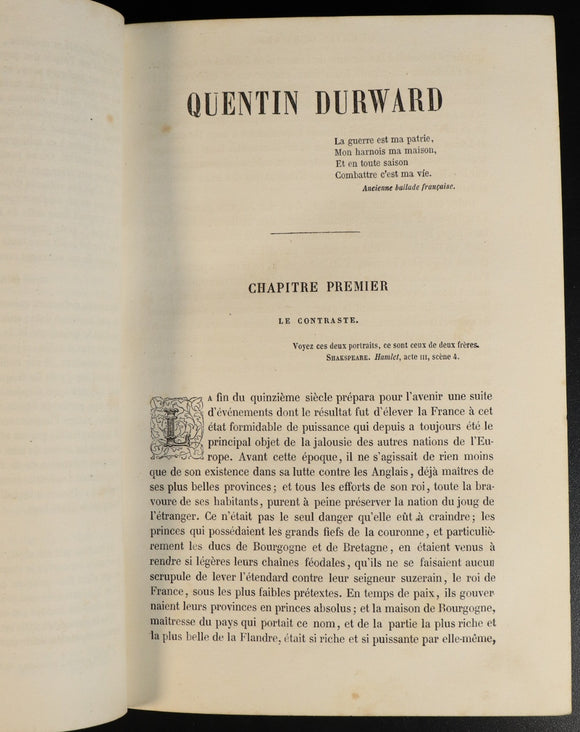 QUENTIN DURWARD
La guerre est ma patrie,
Mon harnois ma maison,
Et en toute saison
Combattre c'est ma vie.
Ancienne ballade française.
CHAPITRE PREMIER
LE CONTRASTE.
Voyez ces deux portraits, ce sont ceux de deux frères.
SHAKSPEARE. Hamlet, acte III, scène 4.
LA fin du quinzième siècle prépara pour l'avenir une suite
d'événements dont le résultat fut d'élever la France à cet
état formidable de puissance qui depuis a toujours été le
principal objet de la jalousie des autres nations de l'Eu-
rope. Avant cette époque, il ne s'agissait de rien moins
que de son existence dans sa lutte contre les Anglais, déjà maîtres de
ses plus belles provinces; et tous les efforts de son roi, toute la bra-
voure de ses habitants, purent à peine préserver la nation du joug de
l'étranger. Ce n'était pas le seul danger qu'elle eût à craindre; les
princes qui possédaient les grands fiefs de la couronne, et particuliè-
rement les ducs de Bourgogne et de Bretagne, en étaient venus à
rendre si légères leurs chaînes féodales, qu'ils ne se faisaient aucun
scrupule de lever l'étendard contre leur seigneur suzerain, le roi de
France, sous les plus faibles prétextes. En temps de paix, ils gouver
naient leurs provinces en princes absolus; et la maison de Bourgogne,
maîtresse du pays qui portait ce nom, et de la partie la plus riche et
la plus belle de la Flandre, était si riche et si puissante par elle-même,